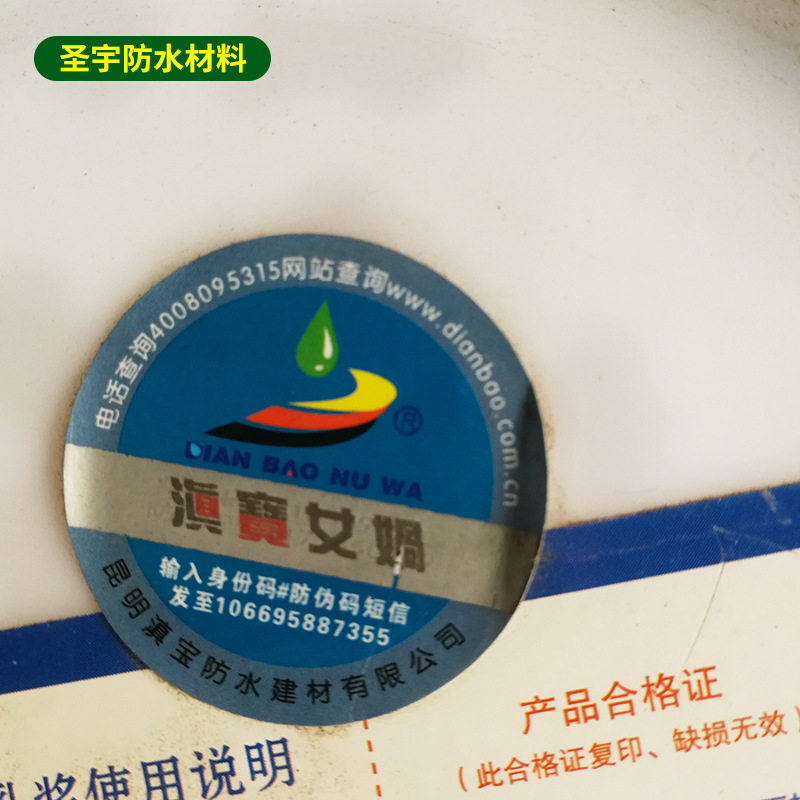 圣宇防水材料
电话查询4008095315网站查询www.dianbao.com.cn
®
DIAN BAO NU WA
滇寳女娲
输入身份码#防伪码短信
发至106695887355
昆明滇宝防水建材有限公司
产品合格证
(此合格证复印、缺损无效)
浆使用说明